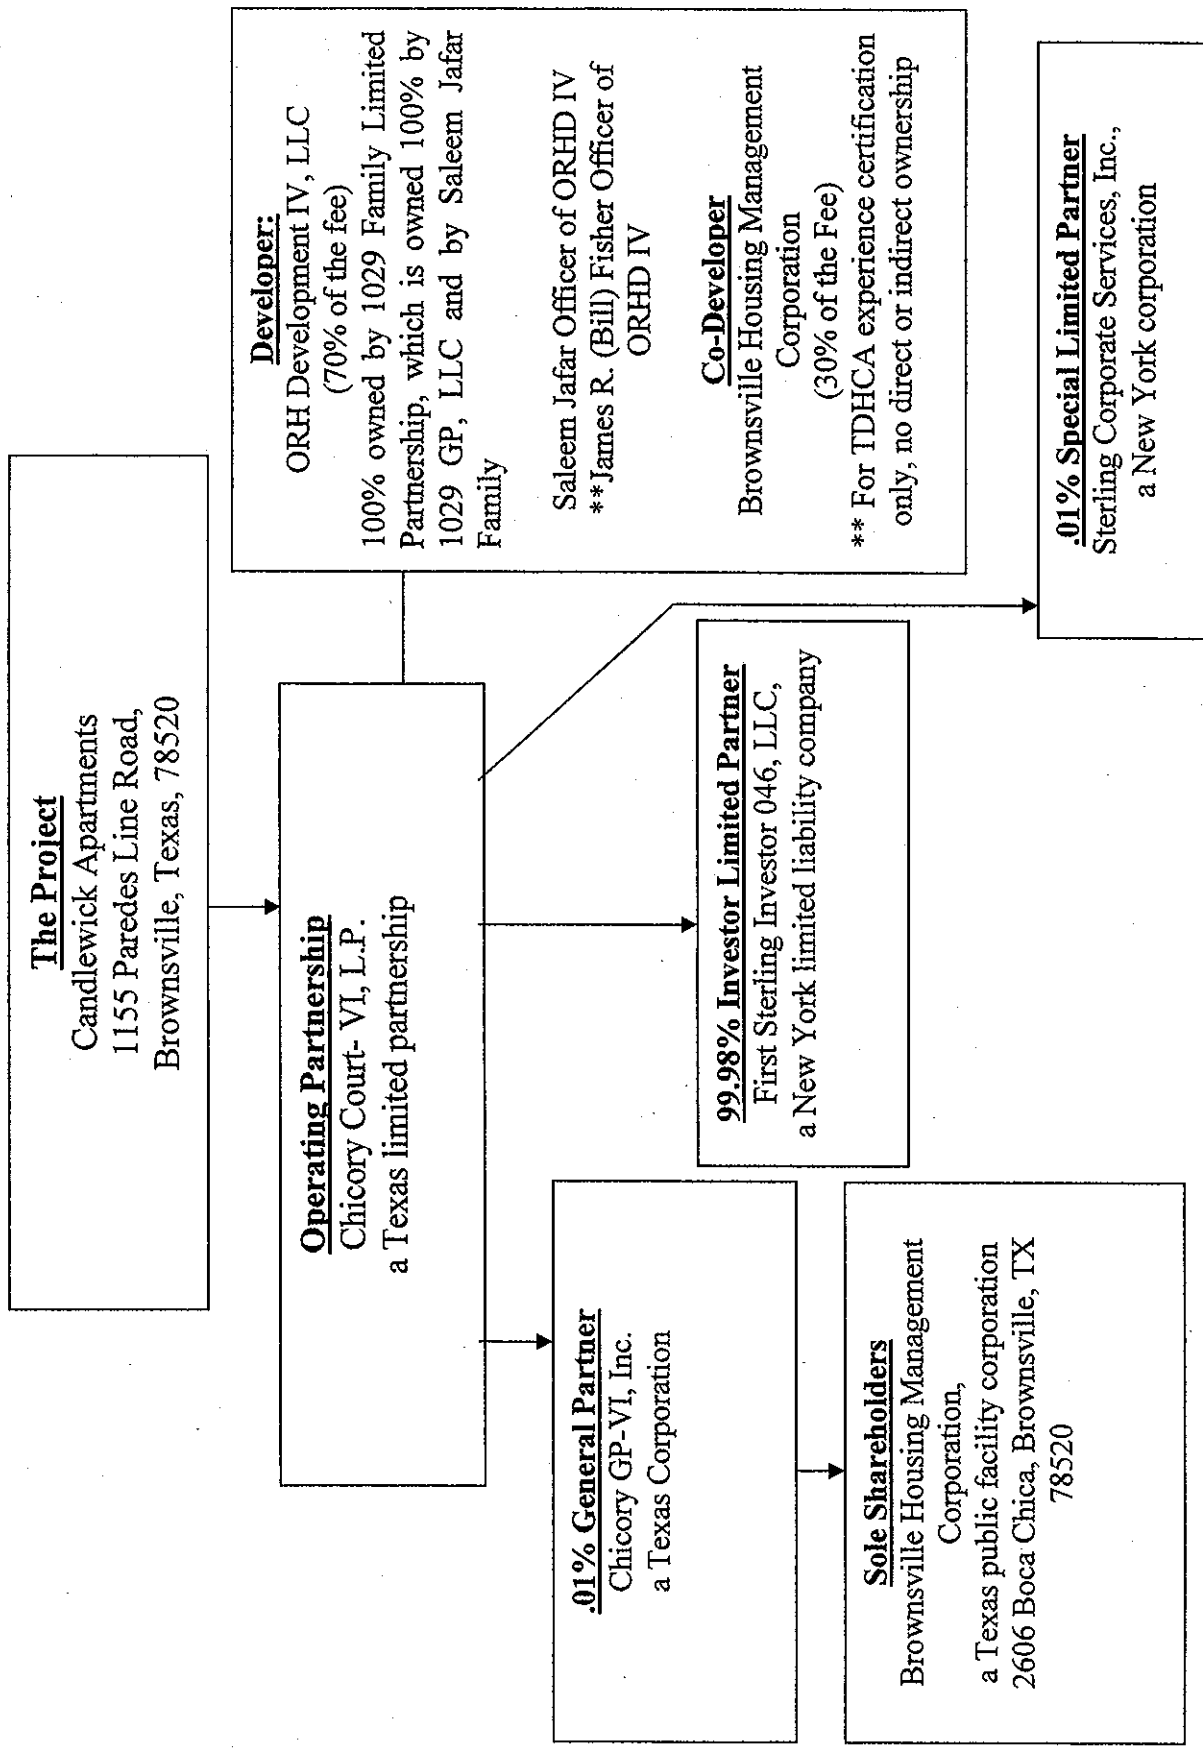 The Project
Candlewick Apartments
1155 Paredes Line Road,
Brownsville, Texas, 78520
Operating Partnership
Chicory Court- VI, L.P.
a Texas limited partnership
Developer:
ORH Development IV, LLC
(70% of the fee)
100% owned by 1029 Family Limited
Partnership, which is owned 100% by
1029 GP, LLC and by Saleem Jafar
Family
Saleem Jafar Officer of ORHD IV
**James R. (Bill) Fisher Officer of
ORHD IV
Co-Developer
Brownsville Housing Management
Corporation
(30% of the Fee)
** For TDHCA experience certification
only, no direct or indirect ownership
.01% General Partner
Chicory GP-VI, Inc.
a Texas Corporation
99.98% Investor Limited Partner
First Sterling Investor 046, LLC,
a New York limited liability company
.01% Special Limited Partner
Sterling Corporate Services, Inc.,
a New York corporation
Sole Shareholders
Brownsville Housing Management
Corporation,
a Texas public facility corporation
2606 Boca Chica, Brownsville, TX
78520